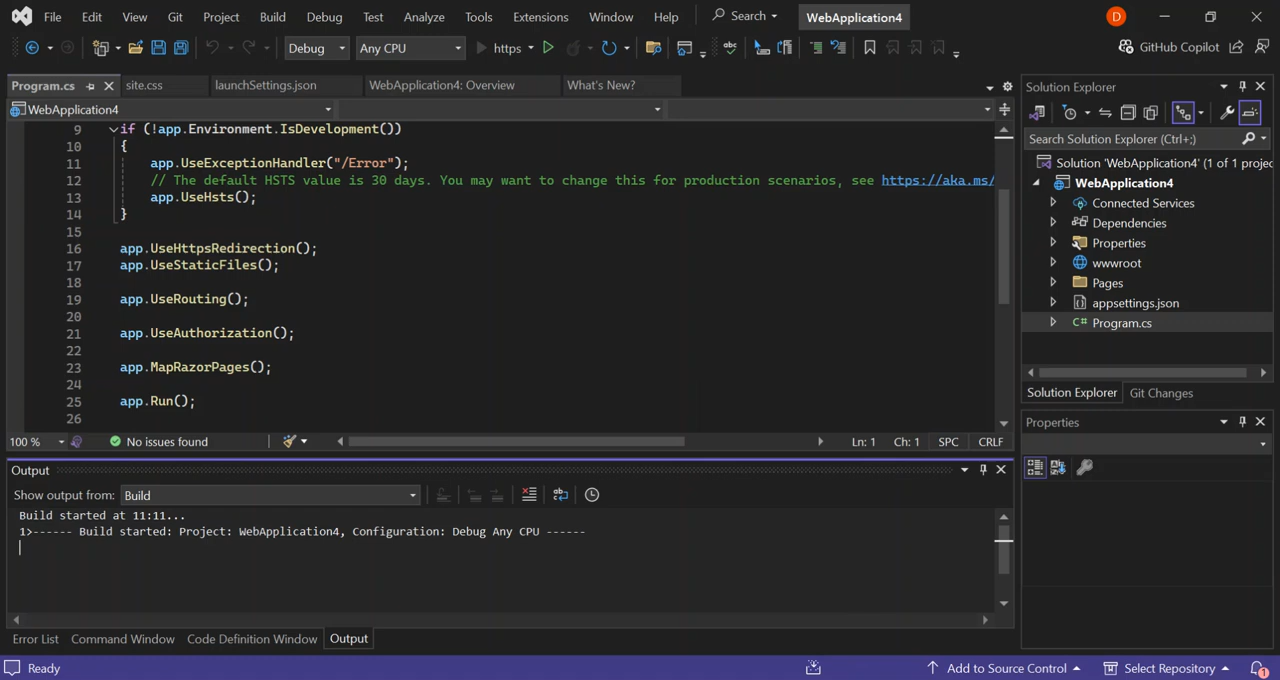 File Edit View Git Project Build Debug Test Analyze Tools Extensions Window Help Search WebApplication4 D
Debug Any CPU https GitHub Copilot
Program.cs site.css launchSettings.json WebApplication4: Overview What's New?
WebApplication4
9 if (!app.Environment.IsDevelopment())
10 {
11 app.UseExceptionHandler("/Error");
12 // The default HSTS value is 30 days. You may want to change this for production scenarios, see https://aka.ms/
13 app.UseHsts();
14 }
15
16 app.UseHttpsRedirection();
17 app.UseStaticFiles();
18
19 app.UseRouting();
20
21 app.UseAuthorization();
22
23 app.MapRazorPages();
24
25 app.Run();
26
100 % No issues found Ln: 1 Ch: 1 SPC CRLF
Output
Show output from: Build
Build started at 11:11...
1>------ Build started: Project: WebApplication4, Configuration: Debug Any CPU ------
Error List Command Window Code Definition Window Output
Solution Explorer
Search Solution Explorer (Ctrl+;)
Solution 'WebApplication4' (1 of 1 projec
WebApplication4
Connected Services
Dependencies
Properties
wwwroot
Pages
appsettings.json
C# Program.cs
Solution Explorer Git Changes
Properties
Ready Add to Source Control Select Repository 1